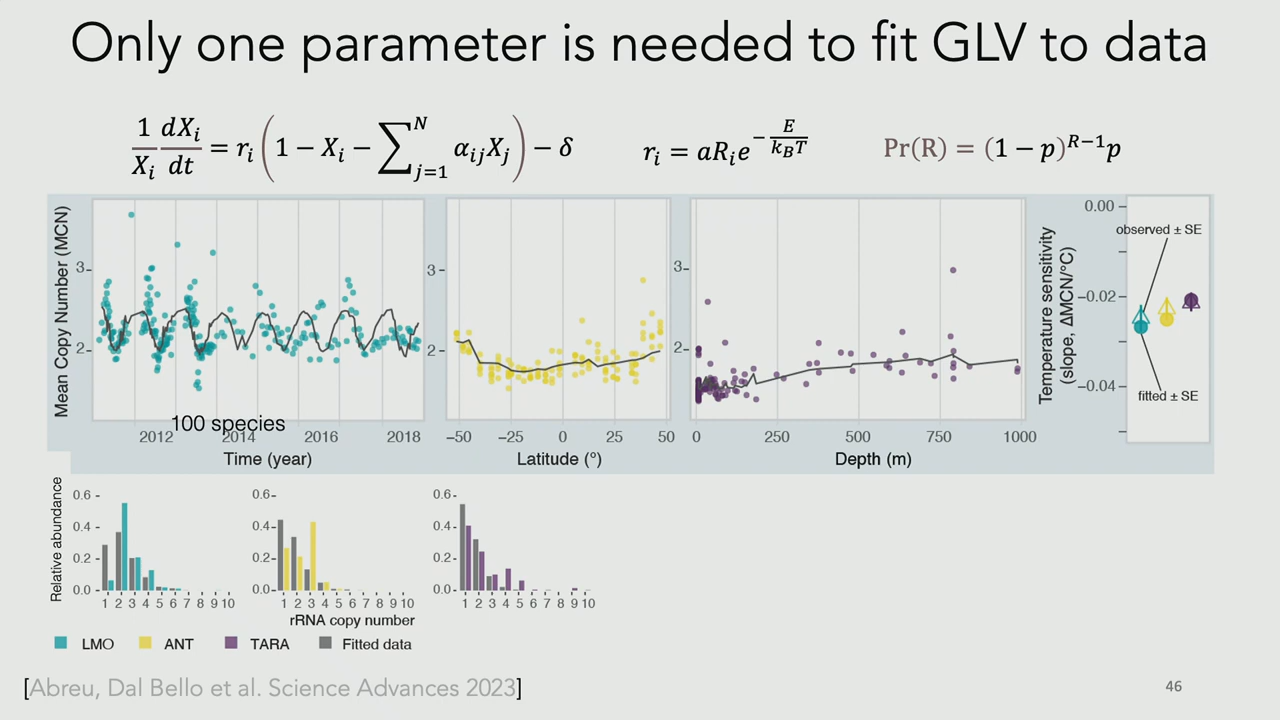 Only one parameter is needed to fit GLV to data
1/X_i dX_i/dt = r_i (1 − X_i − ∑_{j=1}^{N} α_{ij}X_j) − δ
r_i = aR_i e^{−E/(k_BT)}
Pr(R) = (1 − p)^{R−1}p
Mean Copy Number (MCN)
3
2
100 species
2012 2014 2016 2018
Time (year)
3
2
−50 −25 0 25 50
Latitude (°)
3
2
0 250 500 750 1000
Depth (m)
Temperature sensitivity
(slope, ΔMCN/°C)
0.00
−0.02
−0.04
observed ± SE
fitted ± SE
Relative abundance
0.6
0.4
0.2
0.0
1 2 3 4 5 6 7 8 9 10
0.6
0.4
0.2
0.0
1 2 3 4 5 6 7 8 9 10
0.6
0.4
0.2
0.0
1 2 3 4 5 6 7 8 9 10
rRNA copy number
LMO ANT TARA Fitted data
[Abreu, Dal Bello et al. Science Advances 2023]
46